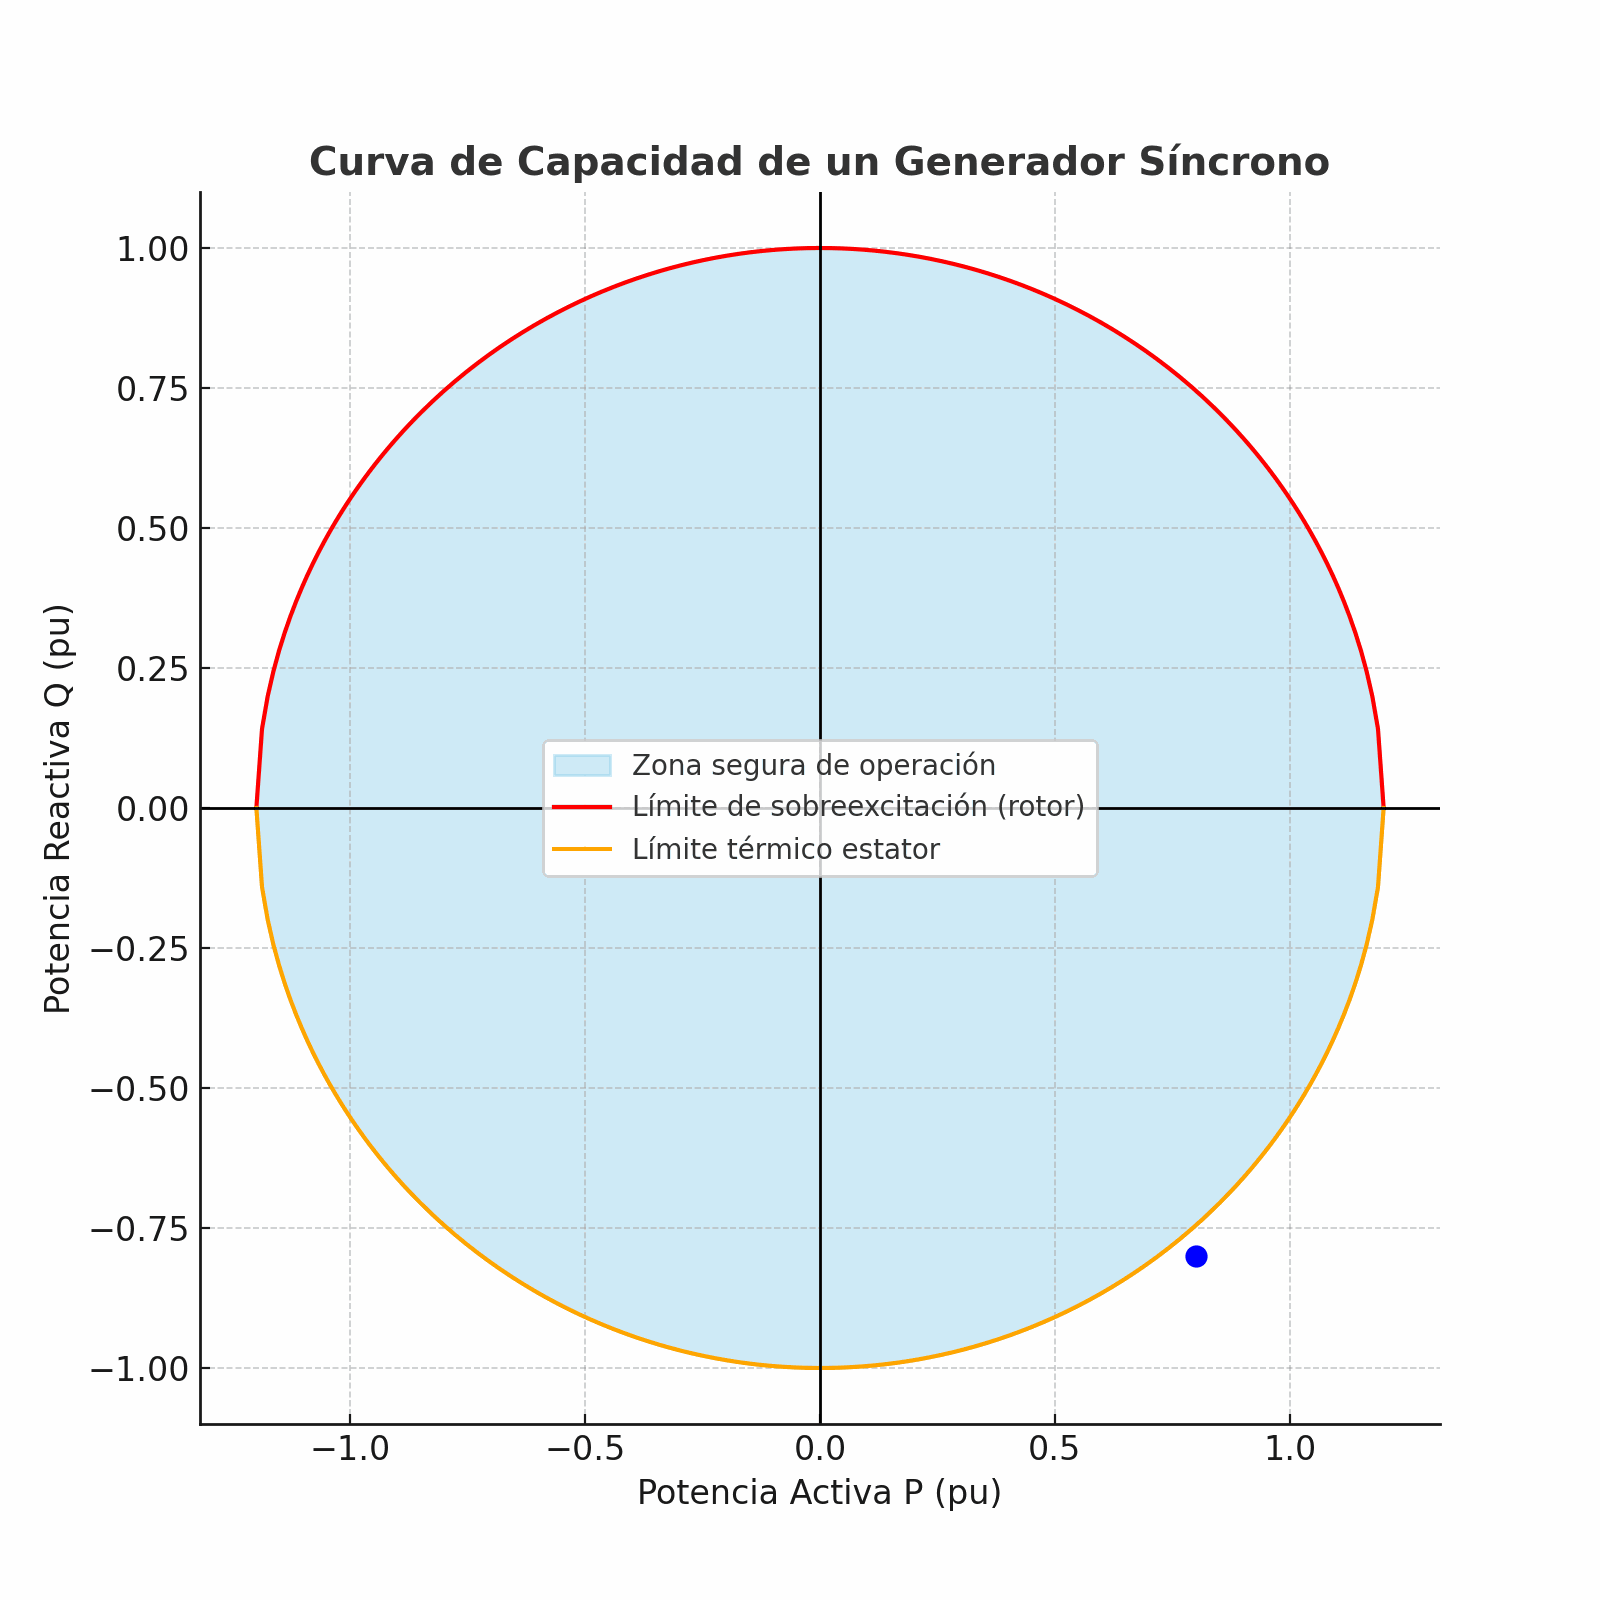 Curva de Capacidad de un Generador Síncrono
1.00
0.75
0.50
0.25
0.00
−0.25
−0.50
−0.75
−1.00
Potencia Reactiva Q (pu)
Zona segura de operación
Límite de sobreexcitación (rotor)
Límite térmico estator
−1.0 −0.5 0.0 0.5 1.0
Potencia Activa P (pu)